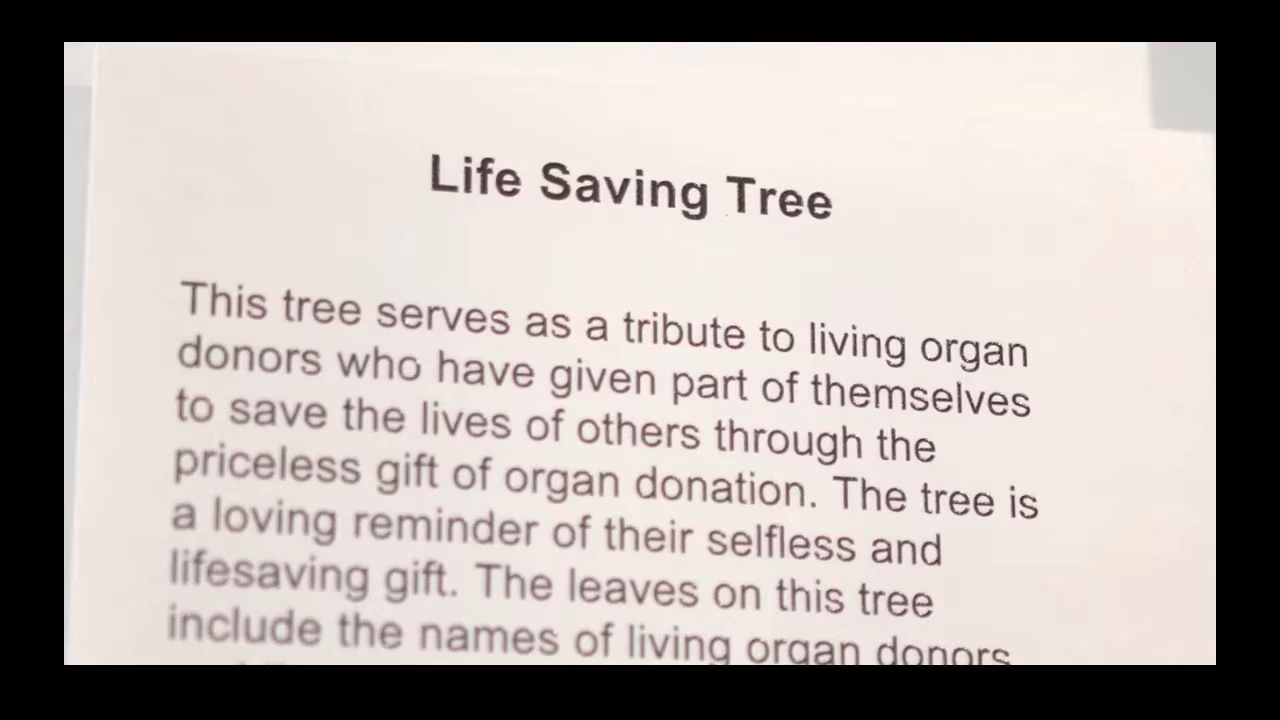 Life Saving Tree
This tree serves as a tribute to living organ
donors who have given part of themselves
to save the lives of others through the
priceless gift of organ donation. The tree is
a loving reminder of their selfless and
lifesaving gift. The leaves on this tree
include the names of living organ donors